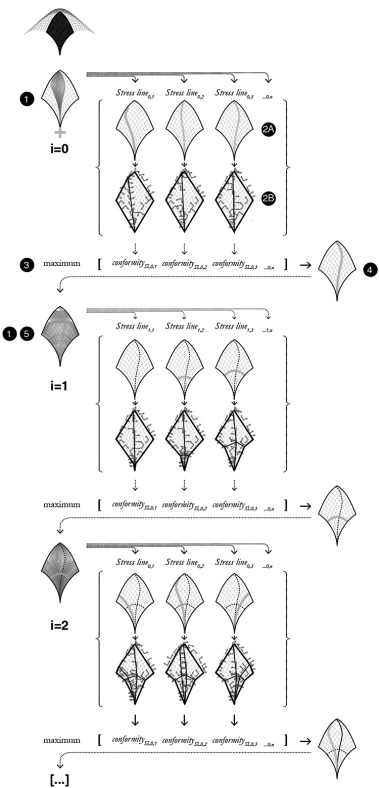 Stress line0,1 Stress line0,2 Stress line0,3 ...0,n
1
2A
i=0
2B
3 maximum [ conformitySL0,1 conformitySL0,2 conformitySL0,3 ...0,n ] 4
Stress line1,1 Stress line1,2 Stress line1,3 ...1,n
1 5
i=1
maximum [ conformitySL0,1 conformitySL0,2 conformitySL0,3 ...0,n ]
Stress line0,1 Stress line0,2 Stress line0,3 ...0,n
i=2
maximum [ conformitySL0,1 conformitySL0,2 conformitySL0,3 ...0,n ]
[...]